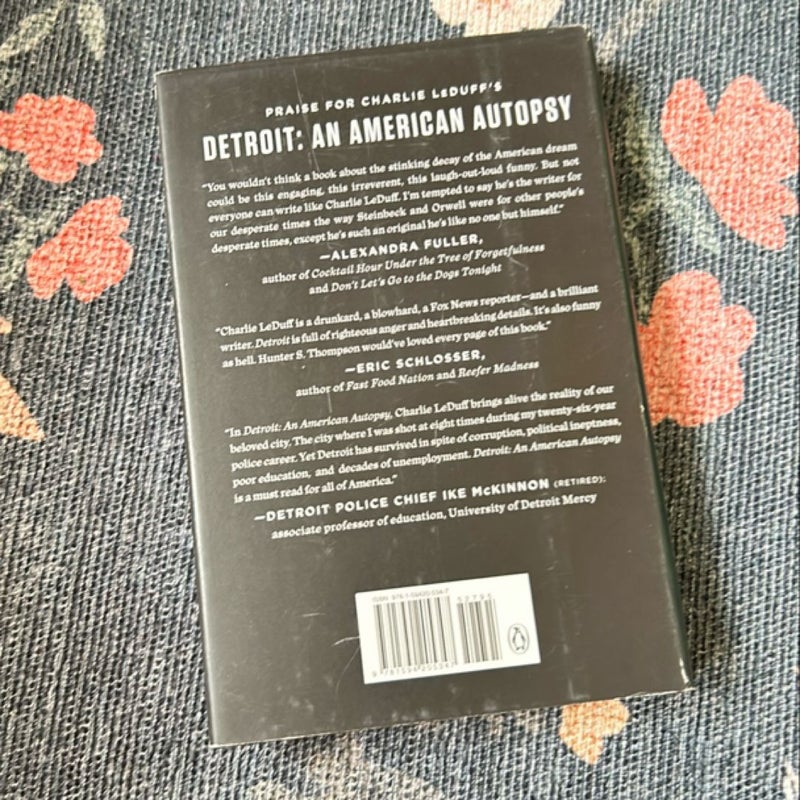 PRAISE FOR CHARLIE LeDUFF'S
DETROIT: AN AMERICAN AUTOPSY
"You wouldn't think a book about the stinking decay of the American dream
could be this engaging, this irreverent, this laugh-out-loud funny. But not
everyone can write like Charlie LeDuff. I'm tempted to say he's the writer for
our desperate times the way Steinbeck and Orwell were for other people's
desperate times, except he's such an original he's like no one but himself."
—ALEXANDRA FULLER,
author of Cocktail Hour Under the Tree of Forgetfulness
and Don't Let's Go to the Dogs Tonight
"Charlie LeDuff is a drunkard, a blowhard, a Fox News reporter—and a brilliant
writer. Detroit is full of righteous anger and heartbreaking details. It's also funny
as hell. Hunter S. Thompson would've loved every page of this book."
—ERIC SCHLOSSER,
author of Fast Food Nation and Reefer Madness
"In Detroit: An American Autopsy, Charlie LeDuff brings alive the reality of our
beloved city. The city where I was shot at eight times during my twenty-six-year
police career. Yet Detroit has survived in spite of corruption, political ineptness,
poor education, and decades of unemployment. Detroit: An American Autopsy
is a must read for all of America."
—DETROIT POLICE CHIEF IKE McKINNON (RETIRED);
associate professor of education, University of Detroit Mercy
ISBN 978-1-59420-534-7
52795
9 781594 205347